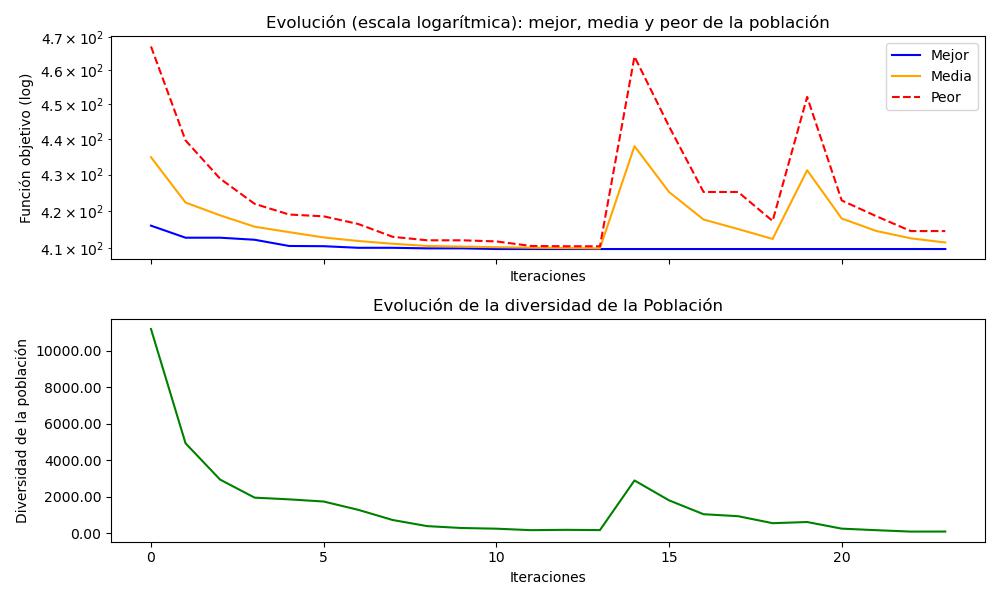 Evolución (escala logarítmica): mejor, media y peor de la población
Función objetivo (log)
4.7 × 10²
4.6 × 10²
4.5 × 10²
4.4 × 10²
4.3 × 10²
4.2 × 10²
4.1 × 10²
Mejor
Media
Peor
Iteraciones
Evolución de la diversidad de la Población
Diversidad de la población
10000.00
8000.00
6000.00
4000.00
2000.00
0.00
0 5 10 15 20
Iteraciones